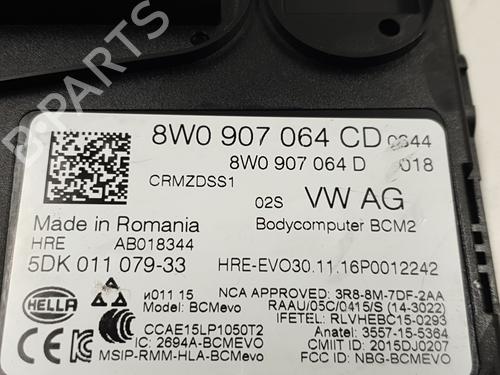 8W0 907 064 CD 0644
8W0 907 064 D 018
CRMZDSS1
02S VW AG
Made in Romania Bodycomputer BCM2
HRE AB018344
5DK 011 079-33 HRE-EVO30.11.16P0012242
HELLA
и011 15
Model: BCMevo
CCAE15LP1050T2
IC: 2694A-BCMEVO
MSIP-RMM-HLA-BCMevo
NCA APPROVED: 3R8-8M-7DF-2AA
RAAU/05C/0415/S (14-3022)
IFETEL: RLVHEBC15-0293
Anatel: 3557-15-5364
CMIIT ID: 2015DJ0207
FCC ID: NBG-BCMEVO
B-PARTS